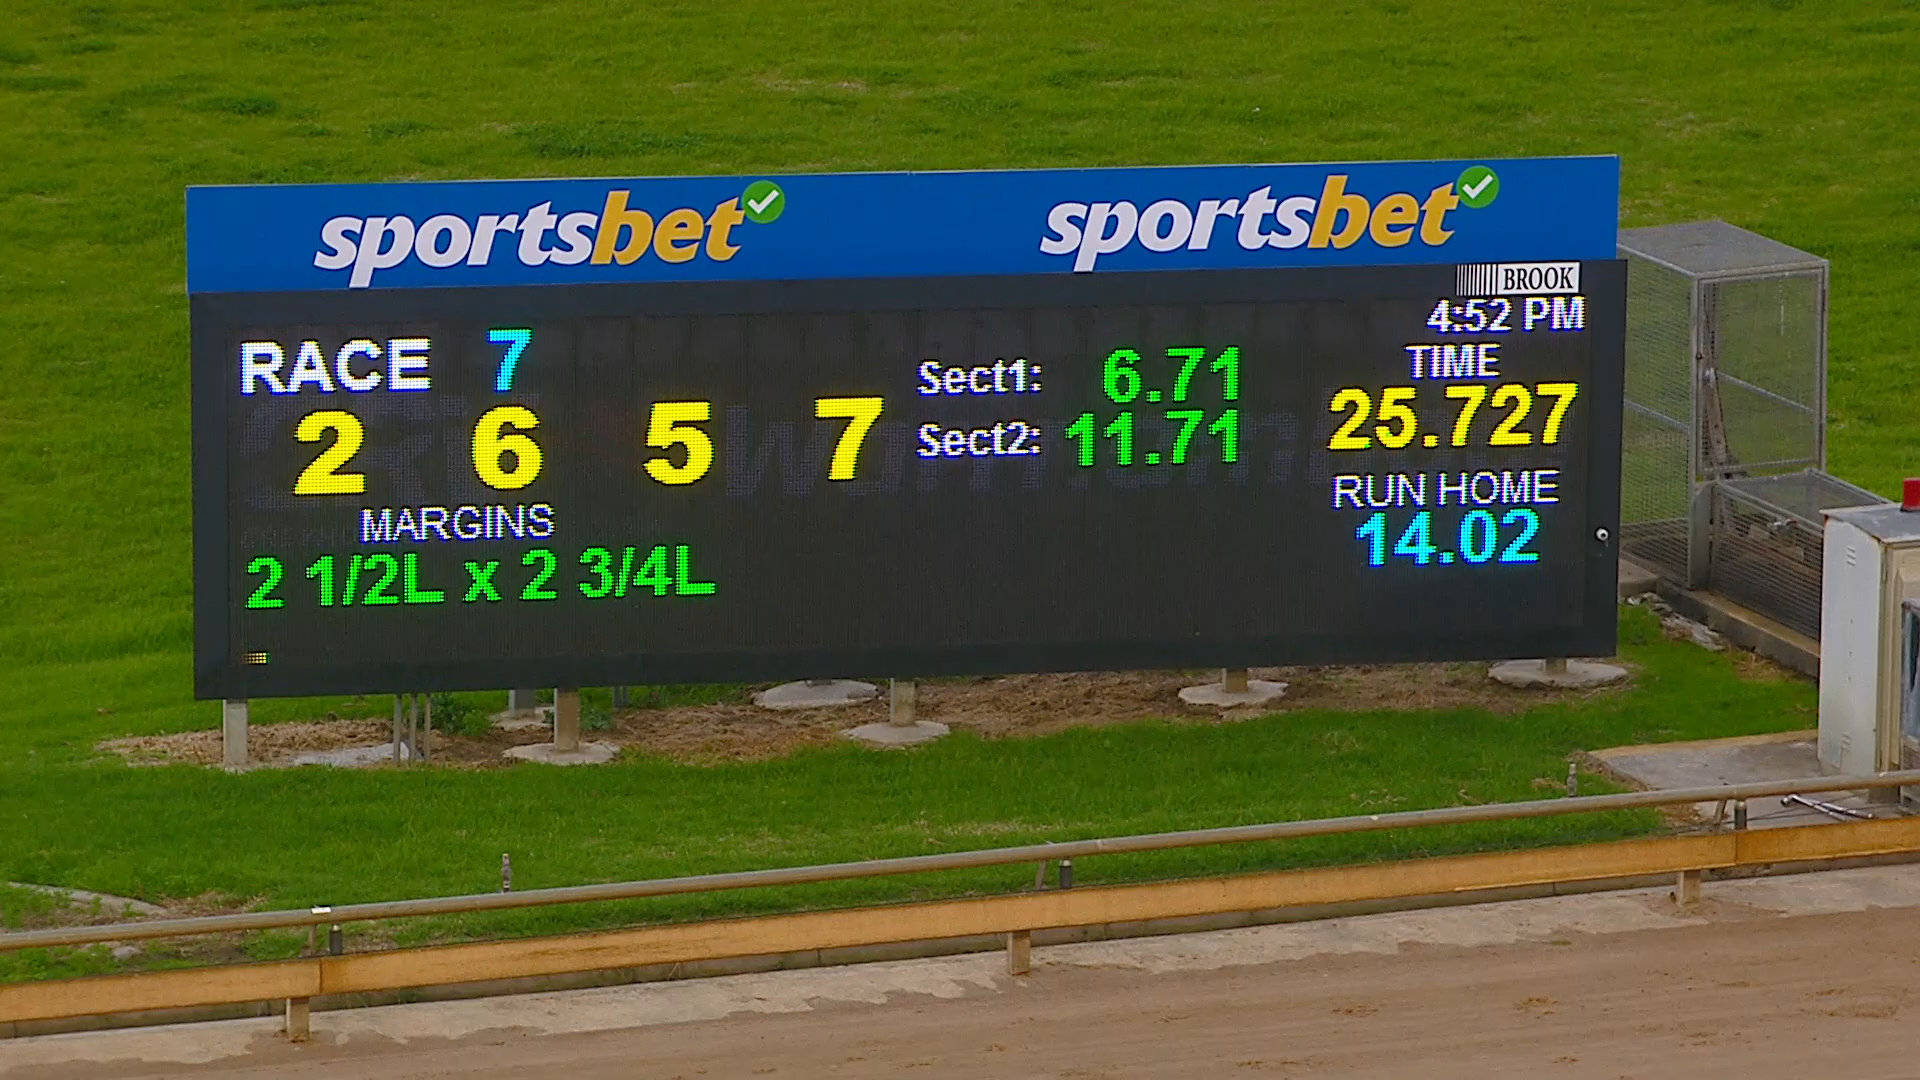 sportsbet sportsbet
BROOK
4:52 PM
RACE 7
2 6 5 7
MARGINS
2 1/2L x 2 3/4L
Sect1: 6.71
Sect2: 11.71
TIME
25.727
RUN HOME
14.02